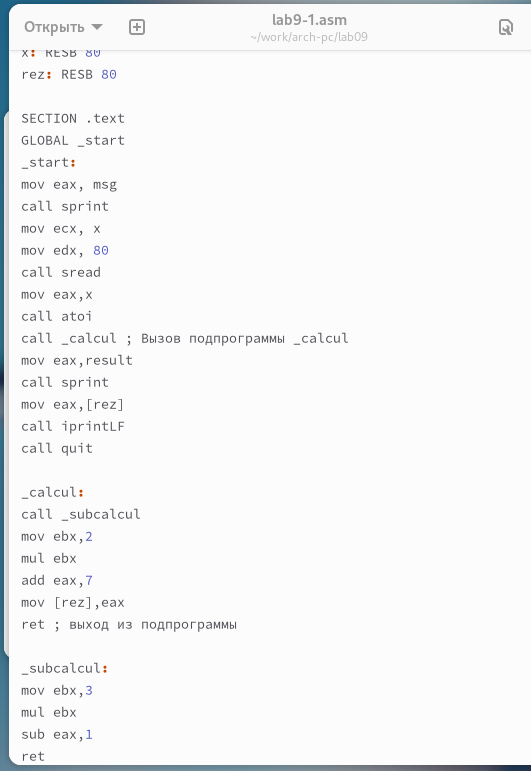 Открыть
lab9-1.asm
~/work/arch-pc/lab09
x: RESB 80
rez: RESB 80
SECTION .text
GLOBAL _start
_start:
mov eax, msg
call sprint
mov ecx, x
mov edx, 80
call sread
mov eax,x
call atoi
call _calcul ; Вызов подпрограммы _calcul
mov eax,result
call sprint
mov eax,[rez]
call iprintLF
call quit
_calcul:
call _subcalcul
mov ebx,2
mul ebx
add eax,7
mov [rez],eax
ret ; выход из подпрограммы
_subcalcul:
mov ebx,3
mul ebx
sub eax,1
ret